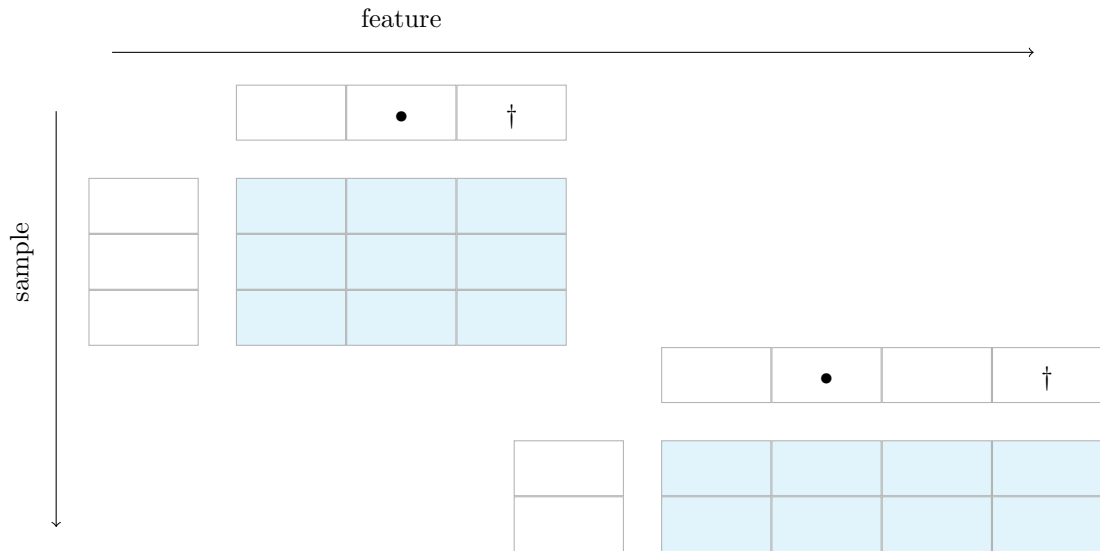 feature
• †
sample
• †